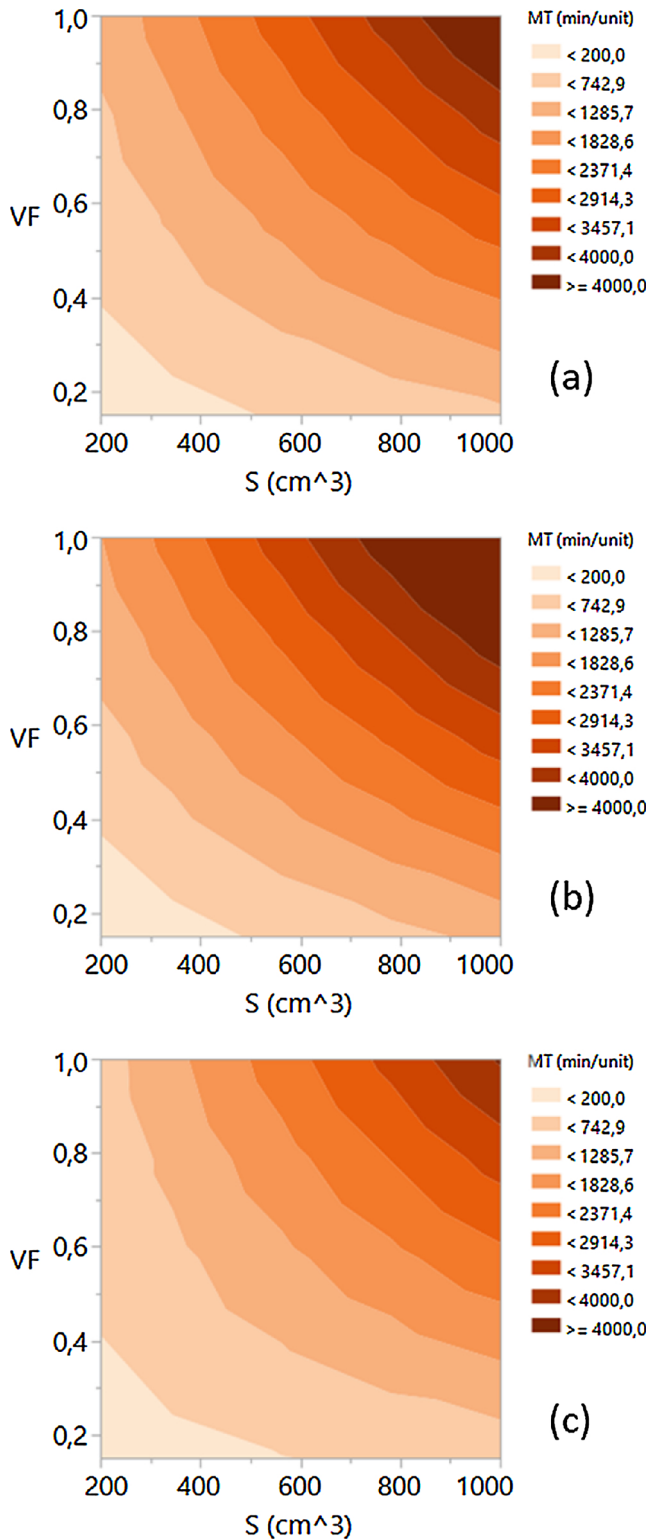 MT (min/unit)
1,0
< 200,0
< 742,9
0,8
< 1285,7
< 1828,6
0,6
< 2371,4
VF
< 2914,3
< 3457,1
0,4
< 4000,0
>= 4000,0
0,2
(a)
200 400 600 800 1000
S (cm^3)
MT (min/unit)
1,0
< 200,0
< 742,9
0,8
< 1285,7
< 1828,6
0,6
< 2371,4
VF
< 2914,3
< 3457,1
0,4
< 4000,0
>= 4000,0
0,2
(b)
200 400 600 800 1000
S (cm^3)
MT (min/unit)
1,0
< 200,0
< 742,9
0,8
< 1285,7
< 1828,6
0,6
< 2371,4
VF
< 2914,3
< 3457,1
0,4
< 4000,0
>= 4000,0
0,2
(c)
200 400 600 800 1000
S (cm^3)